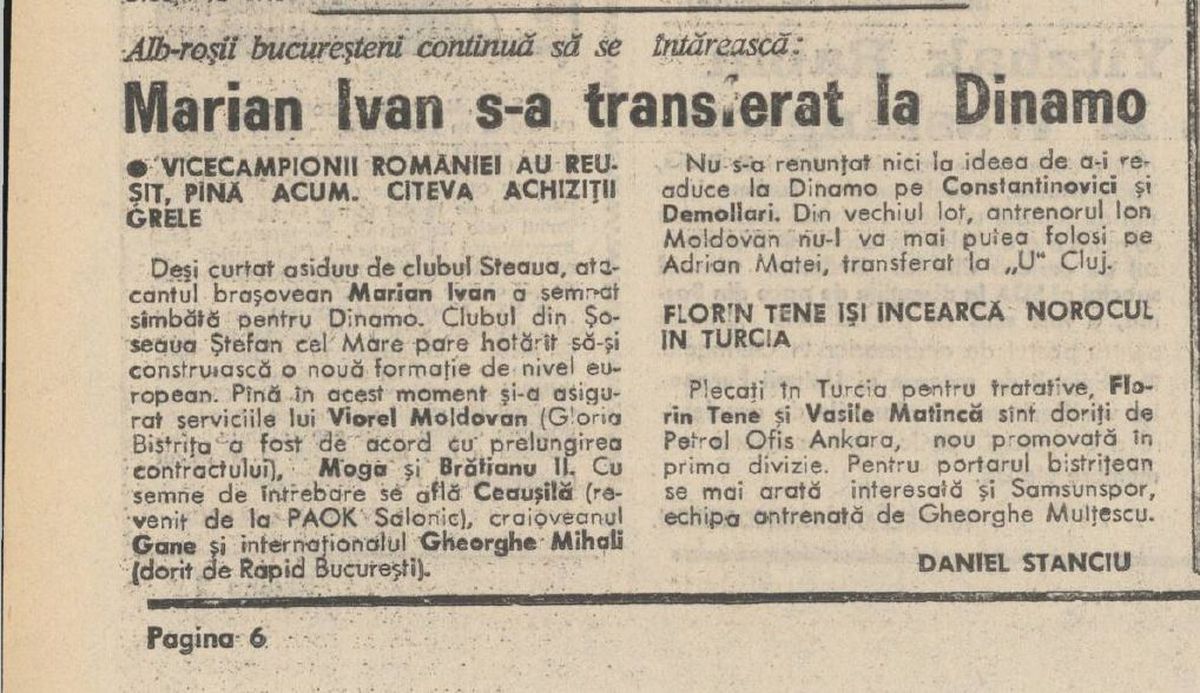 Alb-roșii bucureșteni continuă să se întărească:
Marian Ivan s-a transferat la Dinamo
● VICECAMPIONII ROMÂNIEI AU REU-
ȘIT, PINĂ ACUM. CITEVA ACHIZIȚII
GRELE
Deși curtat asiduu de clubul Steaua, ata-
cantul brașovean Marian Ivan a semnat
sîmbătă pentru Dinamo. Clubul din Șo-
seaua Ștefan cel Mare pare hotărît să-și
construiască o nouă formație de nivel eu-
ropean. Pînă în acest moment și-a asigu-
rat serviciile lui Viorel Moldovan (Gloria
Bistrița a fost de acord cu prelungirea
contractului), Moga și Brătianu II. Cu
semne de întrebare se află Ceaușilă (re-
venit de la PAOK Salonic), craioveanul
Gane și internaționalul Gheorghe Mihali
(dorit de Rapid București).
Nu s-a renunțat nici la ideea de a-i re-
aduce la Dinamo pe Constantinovici și
Demollari. Din vechiul lot, antrenorul Ion
Moldovan nu-l va mai putea folosi pe
Adrian Matei, transferat la „U" Cluj.
FLORIN TENE IȘI INCEARCĂ NOROCUL
IN TURCIA
Plecați în Turcia pentru tratative, Flo-
rin Tene și Vasile Matincă sînt doriți de
Petrol Ofis Ankara, nou promovată în
prima divizie. Pentru portarul bistrițean
se mai arată interesată și Samsunspor,
echipa antrenată de Gheorghe Mulțescu.
DANIEL STANCIU
Pagina 6